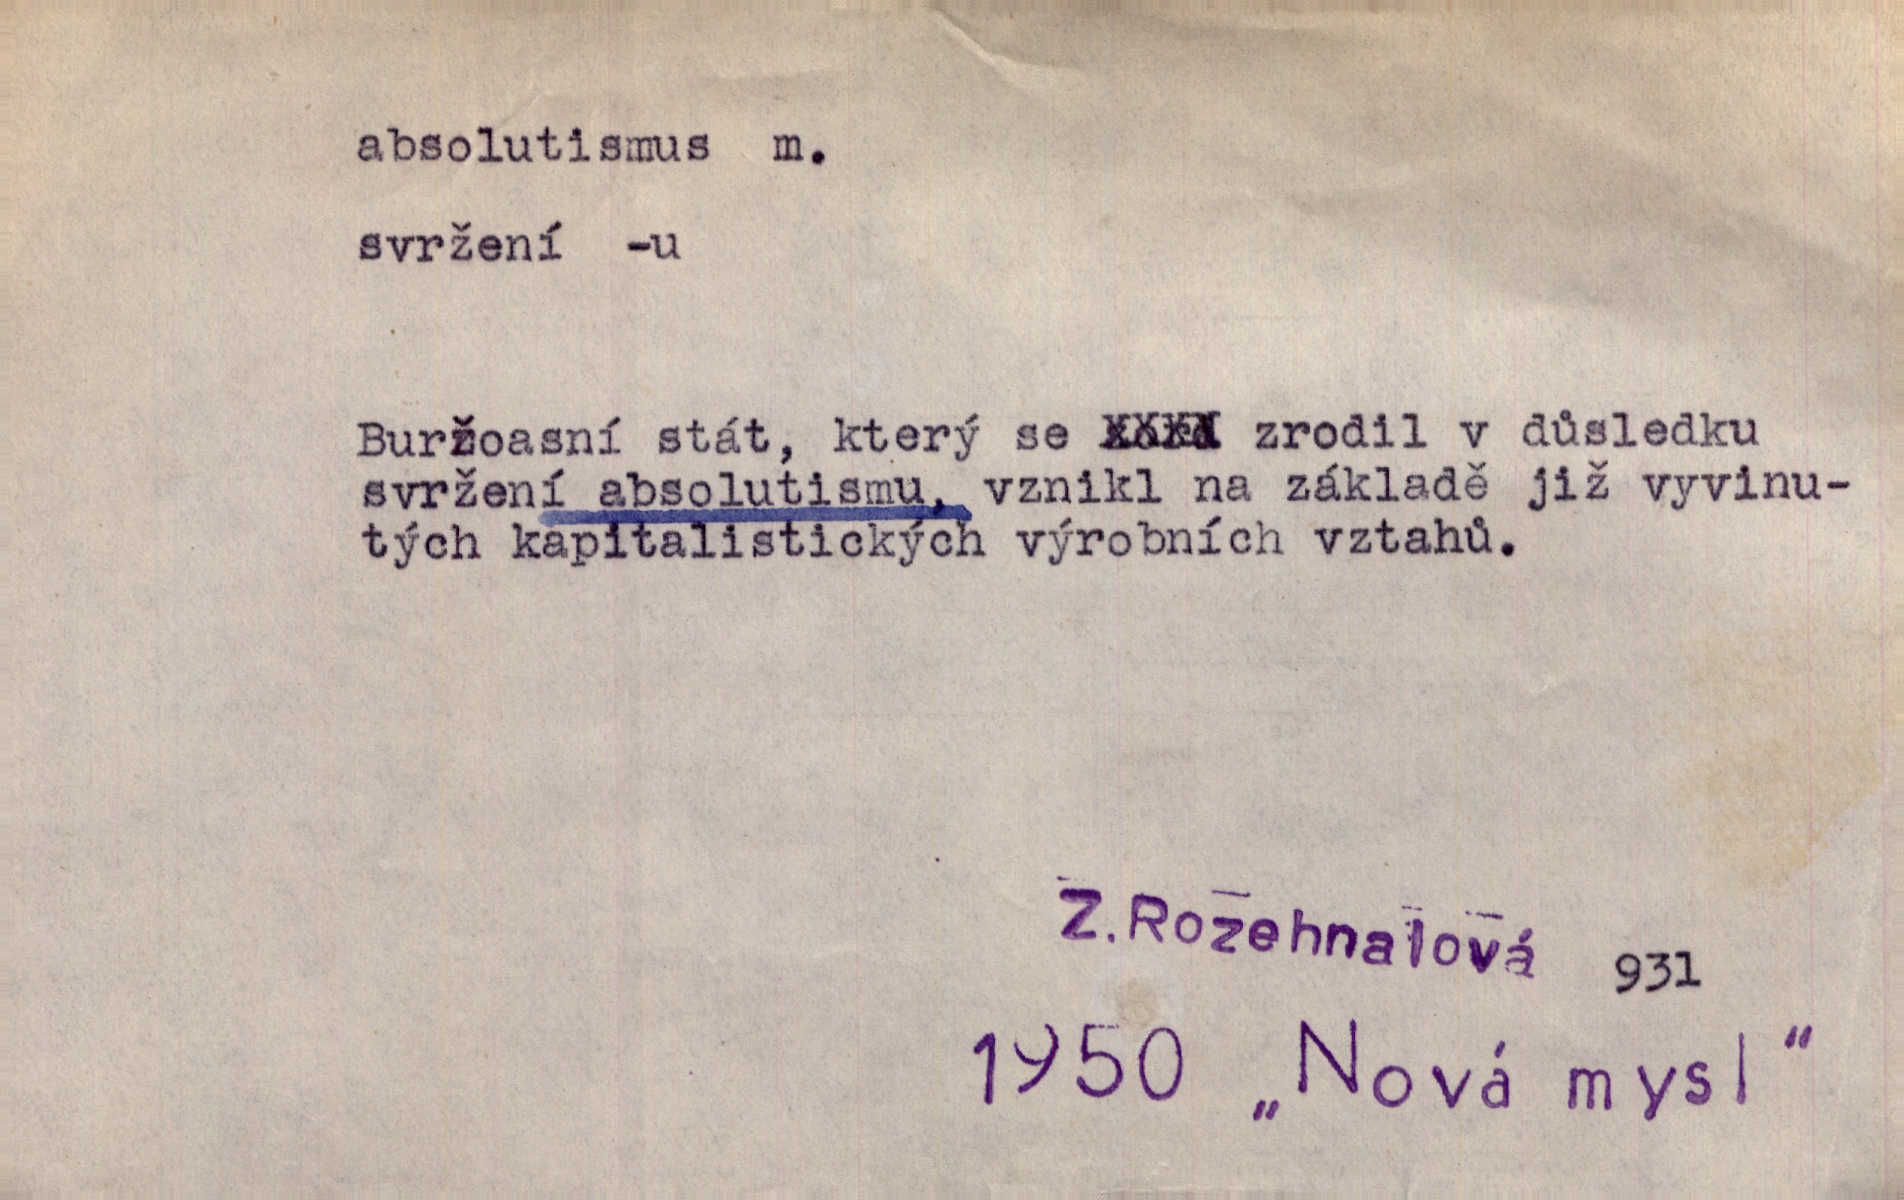 absolutismus m.
svržení -u
Buržoasní stát, který se zrodil v důsledku
svržení absolutismu, vznikl na základě již vyvinu-
tých kapitalistických výrobních vztahů.
Z. Rozehnalová 931
1950 „Nová mysl“